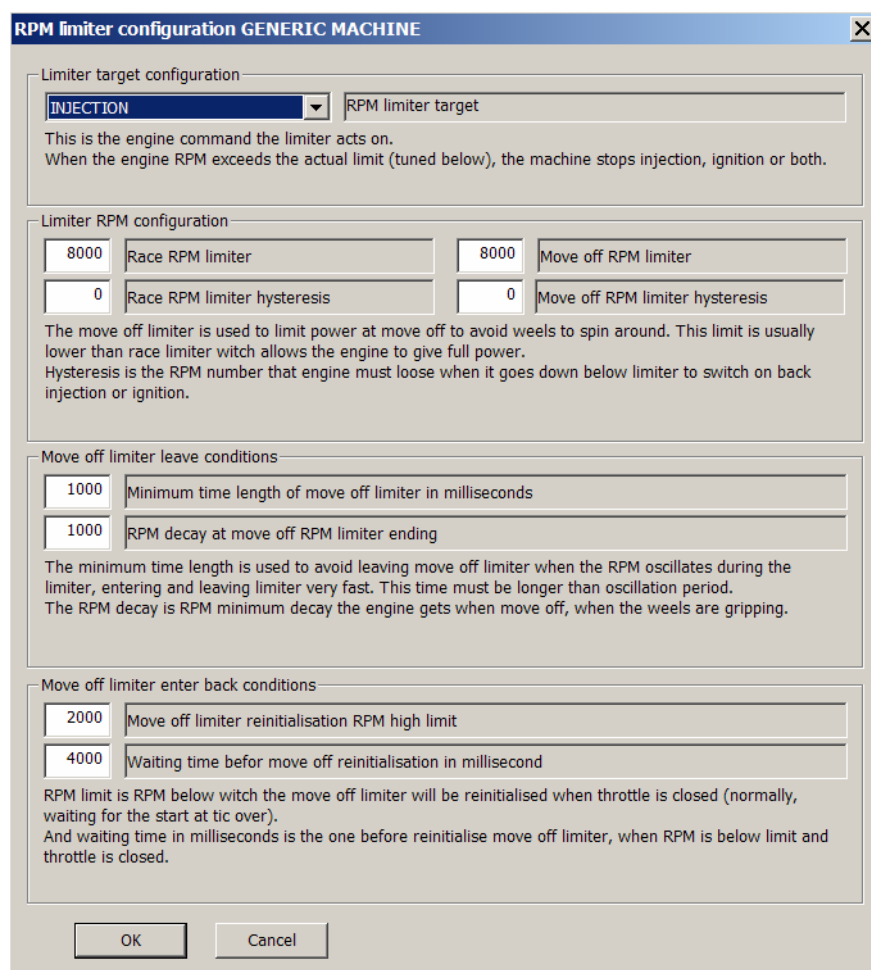 RPM limiter configuration GENERIC MACHINE
Limiter target configuration
INJECTION RPM limiter target
This is the engine command the limiter acts on.
When the engine RPM exceeds the actual limit (tuned below), the machine stops injection, ignition or both.
Limiter RPM configuration
8000 Race RPM limiter 8000 Move off RPM limiter
0 Race RPM limiter hysteresis 0 Move off RPM limiter hysteresis
The move off limiter is used to limit power at move off to avoid weels to spin around. This limit is usually
lower than race limiter witch allows the engine to give full power.
Hysteresis is the RPM number that engine must loose when it goes down below limiter to switch on back
injection or ignition.
Move off limiter leave conditions
1000 Minimum time length of move off limiter in milliseconds
1000 RPM decay at move off RPM limiter ending
The minimum time length is used to avoid leaving move off limiter when the RPM oscillates during the
limiter, entering and leaving limiter very fast. This time must be longer than oscillation period.
The RPM decay is RPM minimum decay the engine gets when move off, when the weels are gripping.
Move off limiter enter back conditions
2000 Move off limiter reinitialisation RPM high limit
4000 Waiting time befor move off reinitialisation in millisecond
RPM limit is RPM below witch the move off limiter will be reinitialised when throttle is closed (normally,
waiting for the start at tic over).
And waiting time in milliseconds is the one before reinitialise move off limiter, when RPM is below limit and
throttle is closed.
OK Cancel